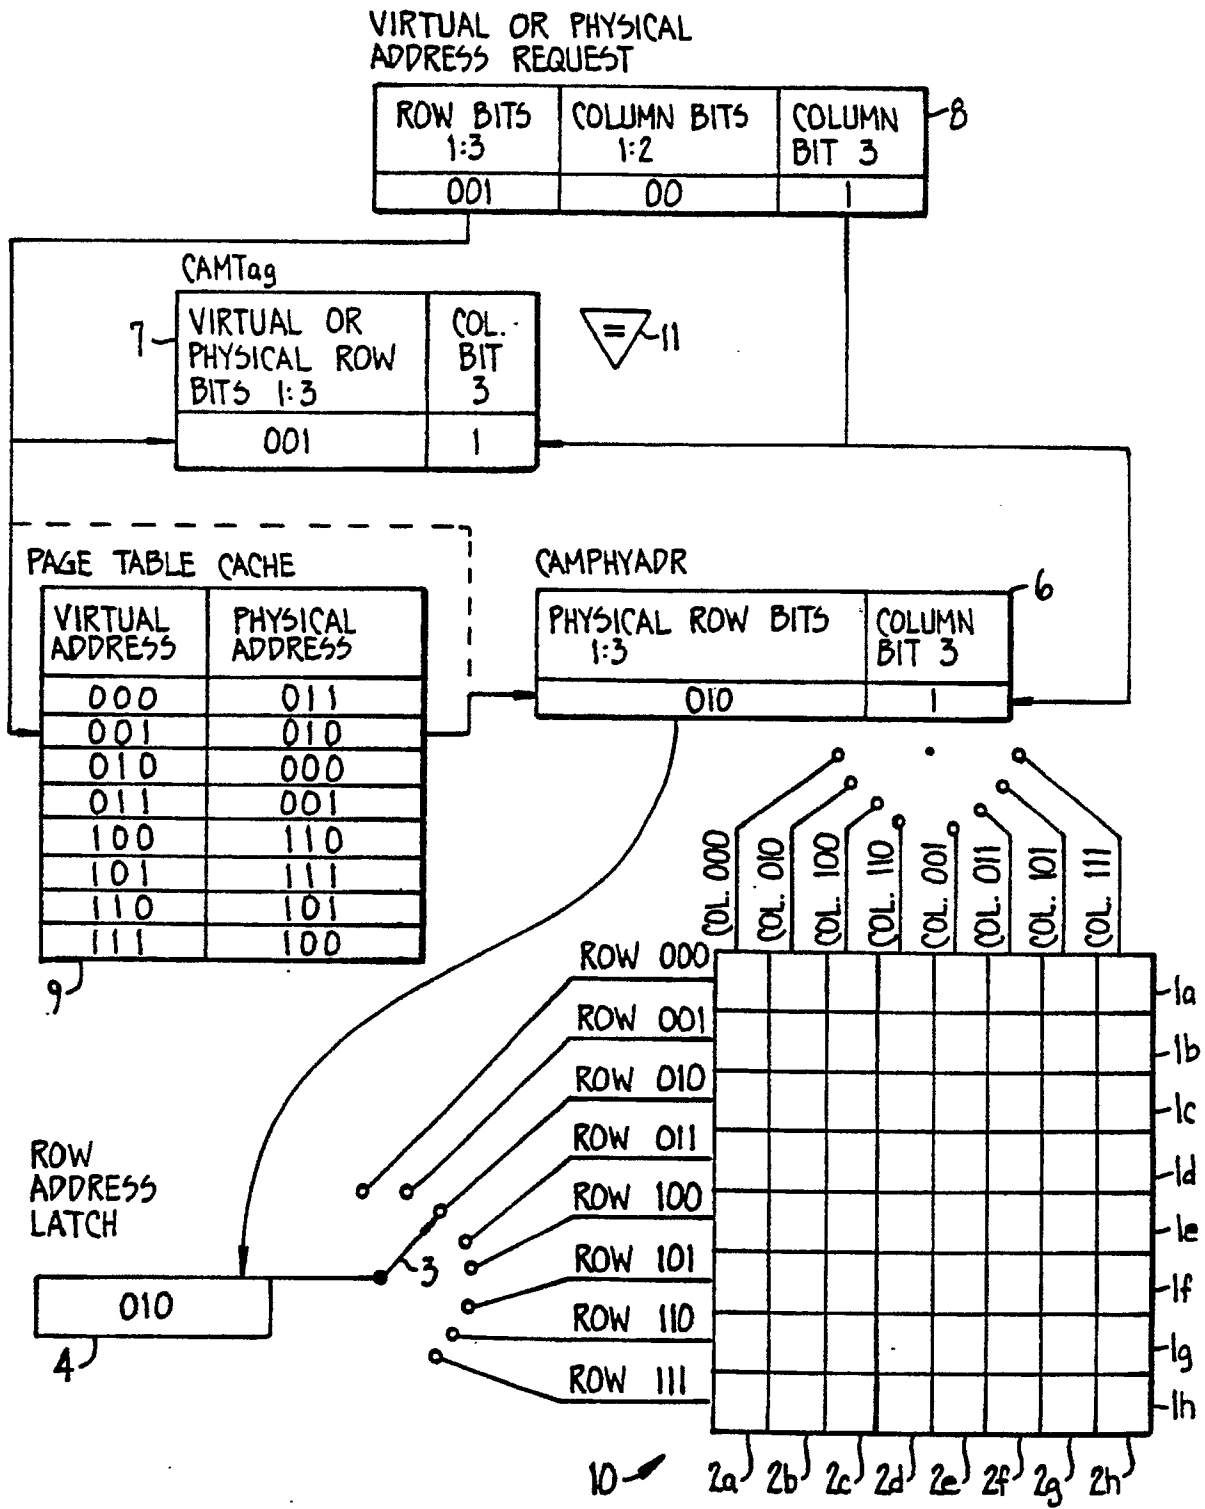 VIRTUAL OR PHYSICAL
ADDRESS REQUEST
ROW BITS 1:3
COLUMN BITS 1:2
COLUMN BIT 3
8
001
00
1
CAMTag
7
VIRTUAL OR
PHYSICAL ROW
BITS 1:3
COL.
BIT
3
=
11
001
1
PAGE TABLE CACHE
VIRTUAL ADDRESS
PHYSICAL ADDRESS
000 011
001 010
010 000
011 001
100 110
101 111
110 101
111 100
9
CAMPHYADR
6
PHYSICAL ROW BITS
1:3
COLUMN
BIT 3
010
1
COL. 000
COL. 010
COL. 100
COL. 110
COL. 001
COL. 011
COL. 101
COL. 111
ROW 000
1a
ROW 001
1b
ROW 010
1c
ROW 011
1d
ROW 100
1e
ROW 101
1f
ROW 110
1g
ROW 111
1h
ROW
ADDRESS
LATCH
3
010
4
10
2a 2b 2c 2d 2e 2f 2g 2h